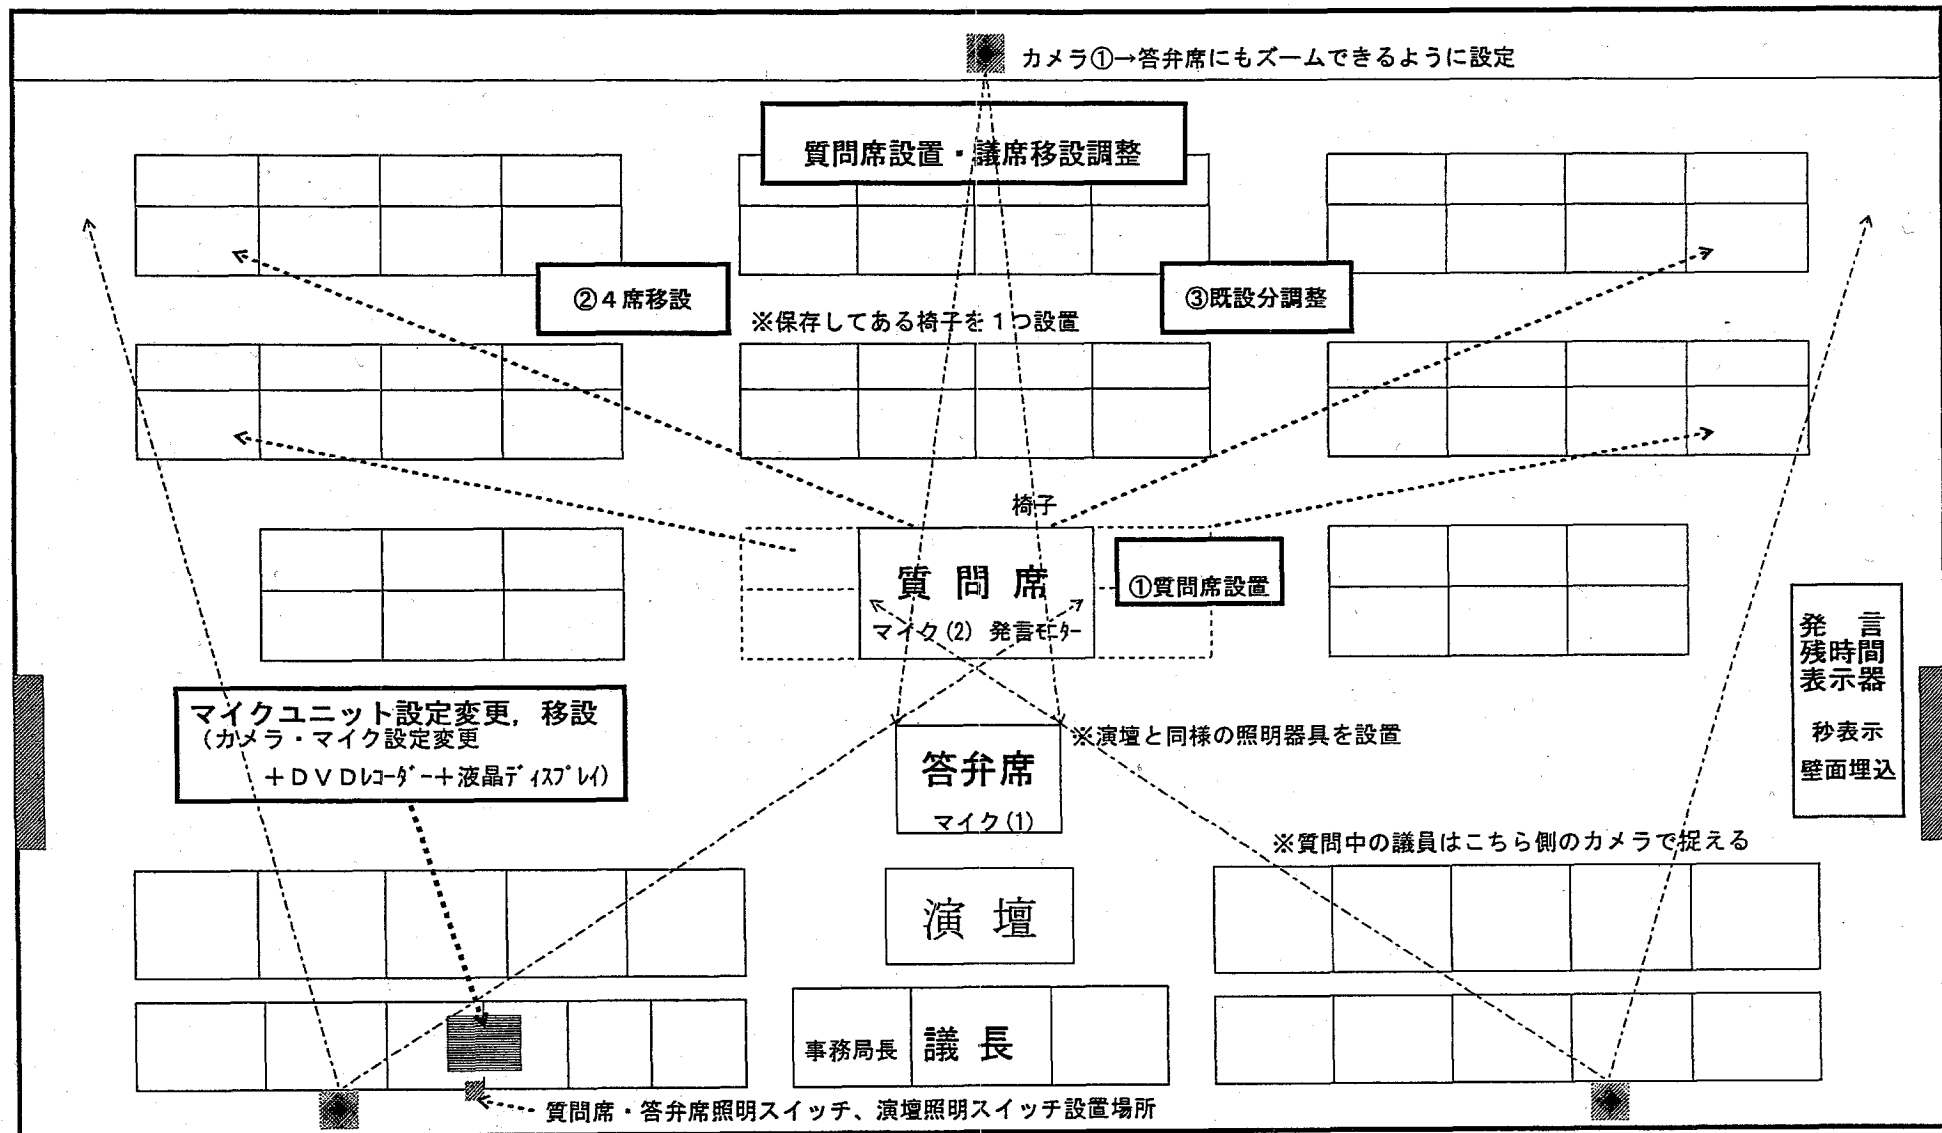 カメラ①→答弁席にもズームできるように設定
質問席設置・議席移設調整
②4席移設
③既設分調整
※保存してある椅子を1つ設置
椅子
質問席
マイク(2) 発言モニター
①質問席設置
発言
残時間
表示器
秒表示
壁面埋込
マイクユニット設定変更，移設
（カメラ・マイク設定変更
＋ＤＶＤレコーダー＋液晶ディスプレイ）
※演壇と同様の照明器具を設置
答弁席
マイク(1)
※質問中の議員はこちら側のカメラで捉える
演壇
事務局長
議長
質問席・答弁席照明スイッチ、演壇照明スイッチ設置場所